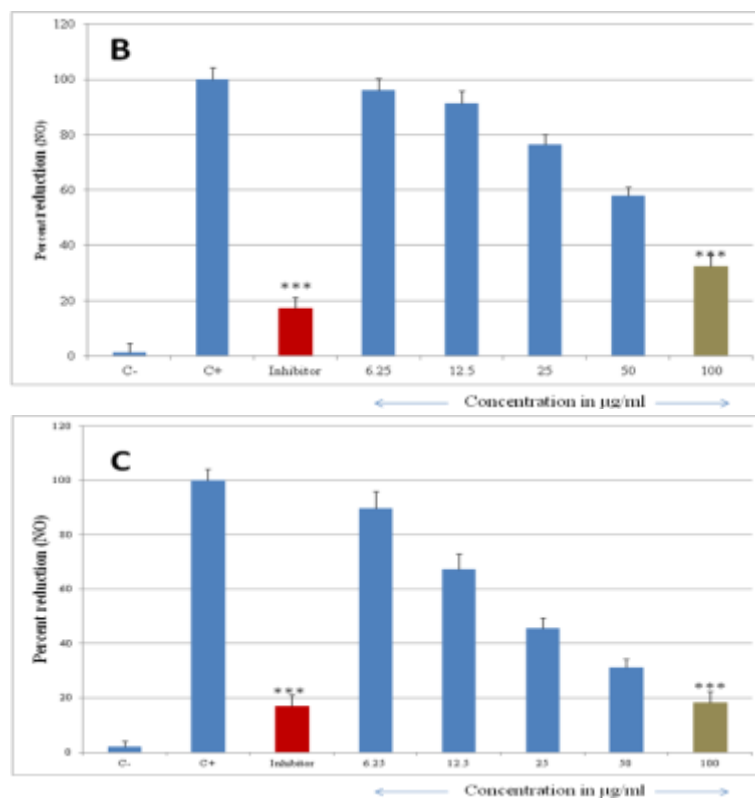 120
B
100
80
60
40
20
0
Percent reduction (NO)
***
***
C-
C+
Inhibitor
6.25
12.5
25
50
100
Concentration in µg/ml
120
C
100
80
60
40
20
0
Percent reduction (NO)
***
***
C-
C+
Inhibitor
6.25
12.5
25
50
100
Concentration in µg/ml